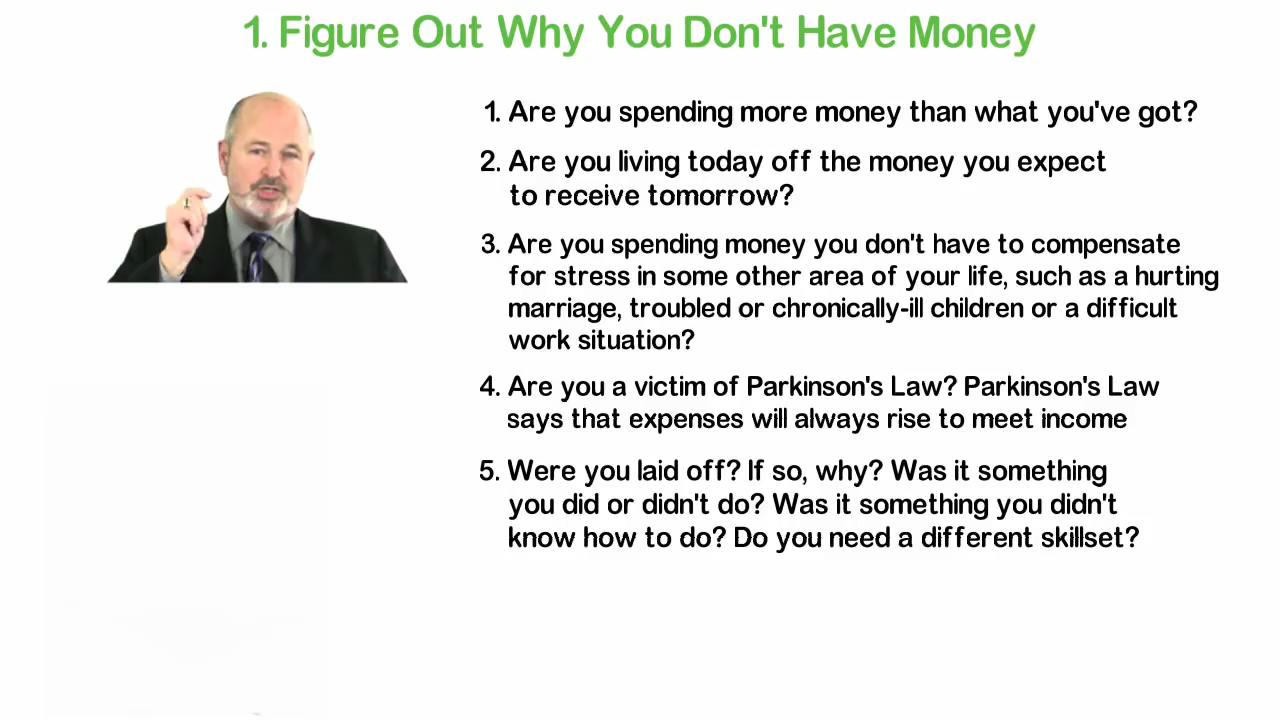 1. Figure Out Why You Don't Have Money
1. Are you spending more money than what you've got?
2. Are you living today off the money you expect
to receive tomorrow?
3. Are you spending money you don't have to compensate
for stress in some other area of your life, such as a hurting
marriage, troubled or chronically-ill children or a difficult
work situation?
4. Are you a victim of Parkinson's Law? Parkinson's Law
says that expenses will always rise to meet income
5. Were you laid off? If so, why? Was it something
you did or didn't do? Was it something you didn't
know how to do? Do you need a different skillset?